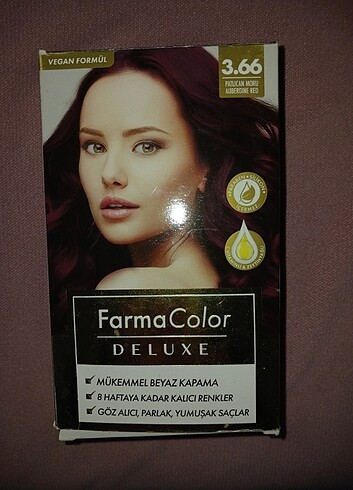 VEGAN FORMÜL
3.66
PATLICAN MORU
AUBERGINE RED
FarmaColor
DELUXE
MÜKEMMEL BEYAZ KAPAMA
8 HAFTAYA KADAR KALICI RENKLER
GÖZ ALICI, PARLAK, YUMUŞAK SAÇLAR